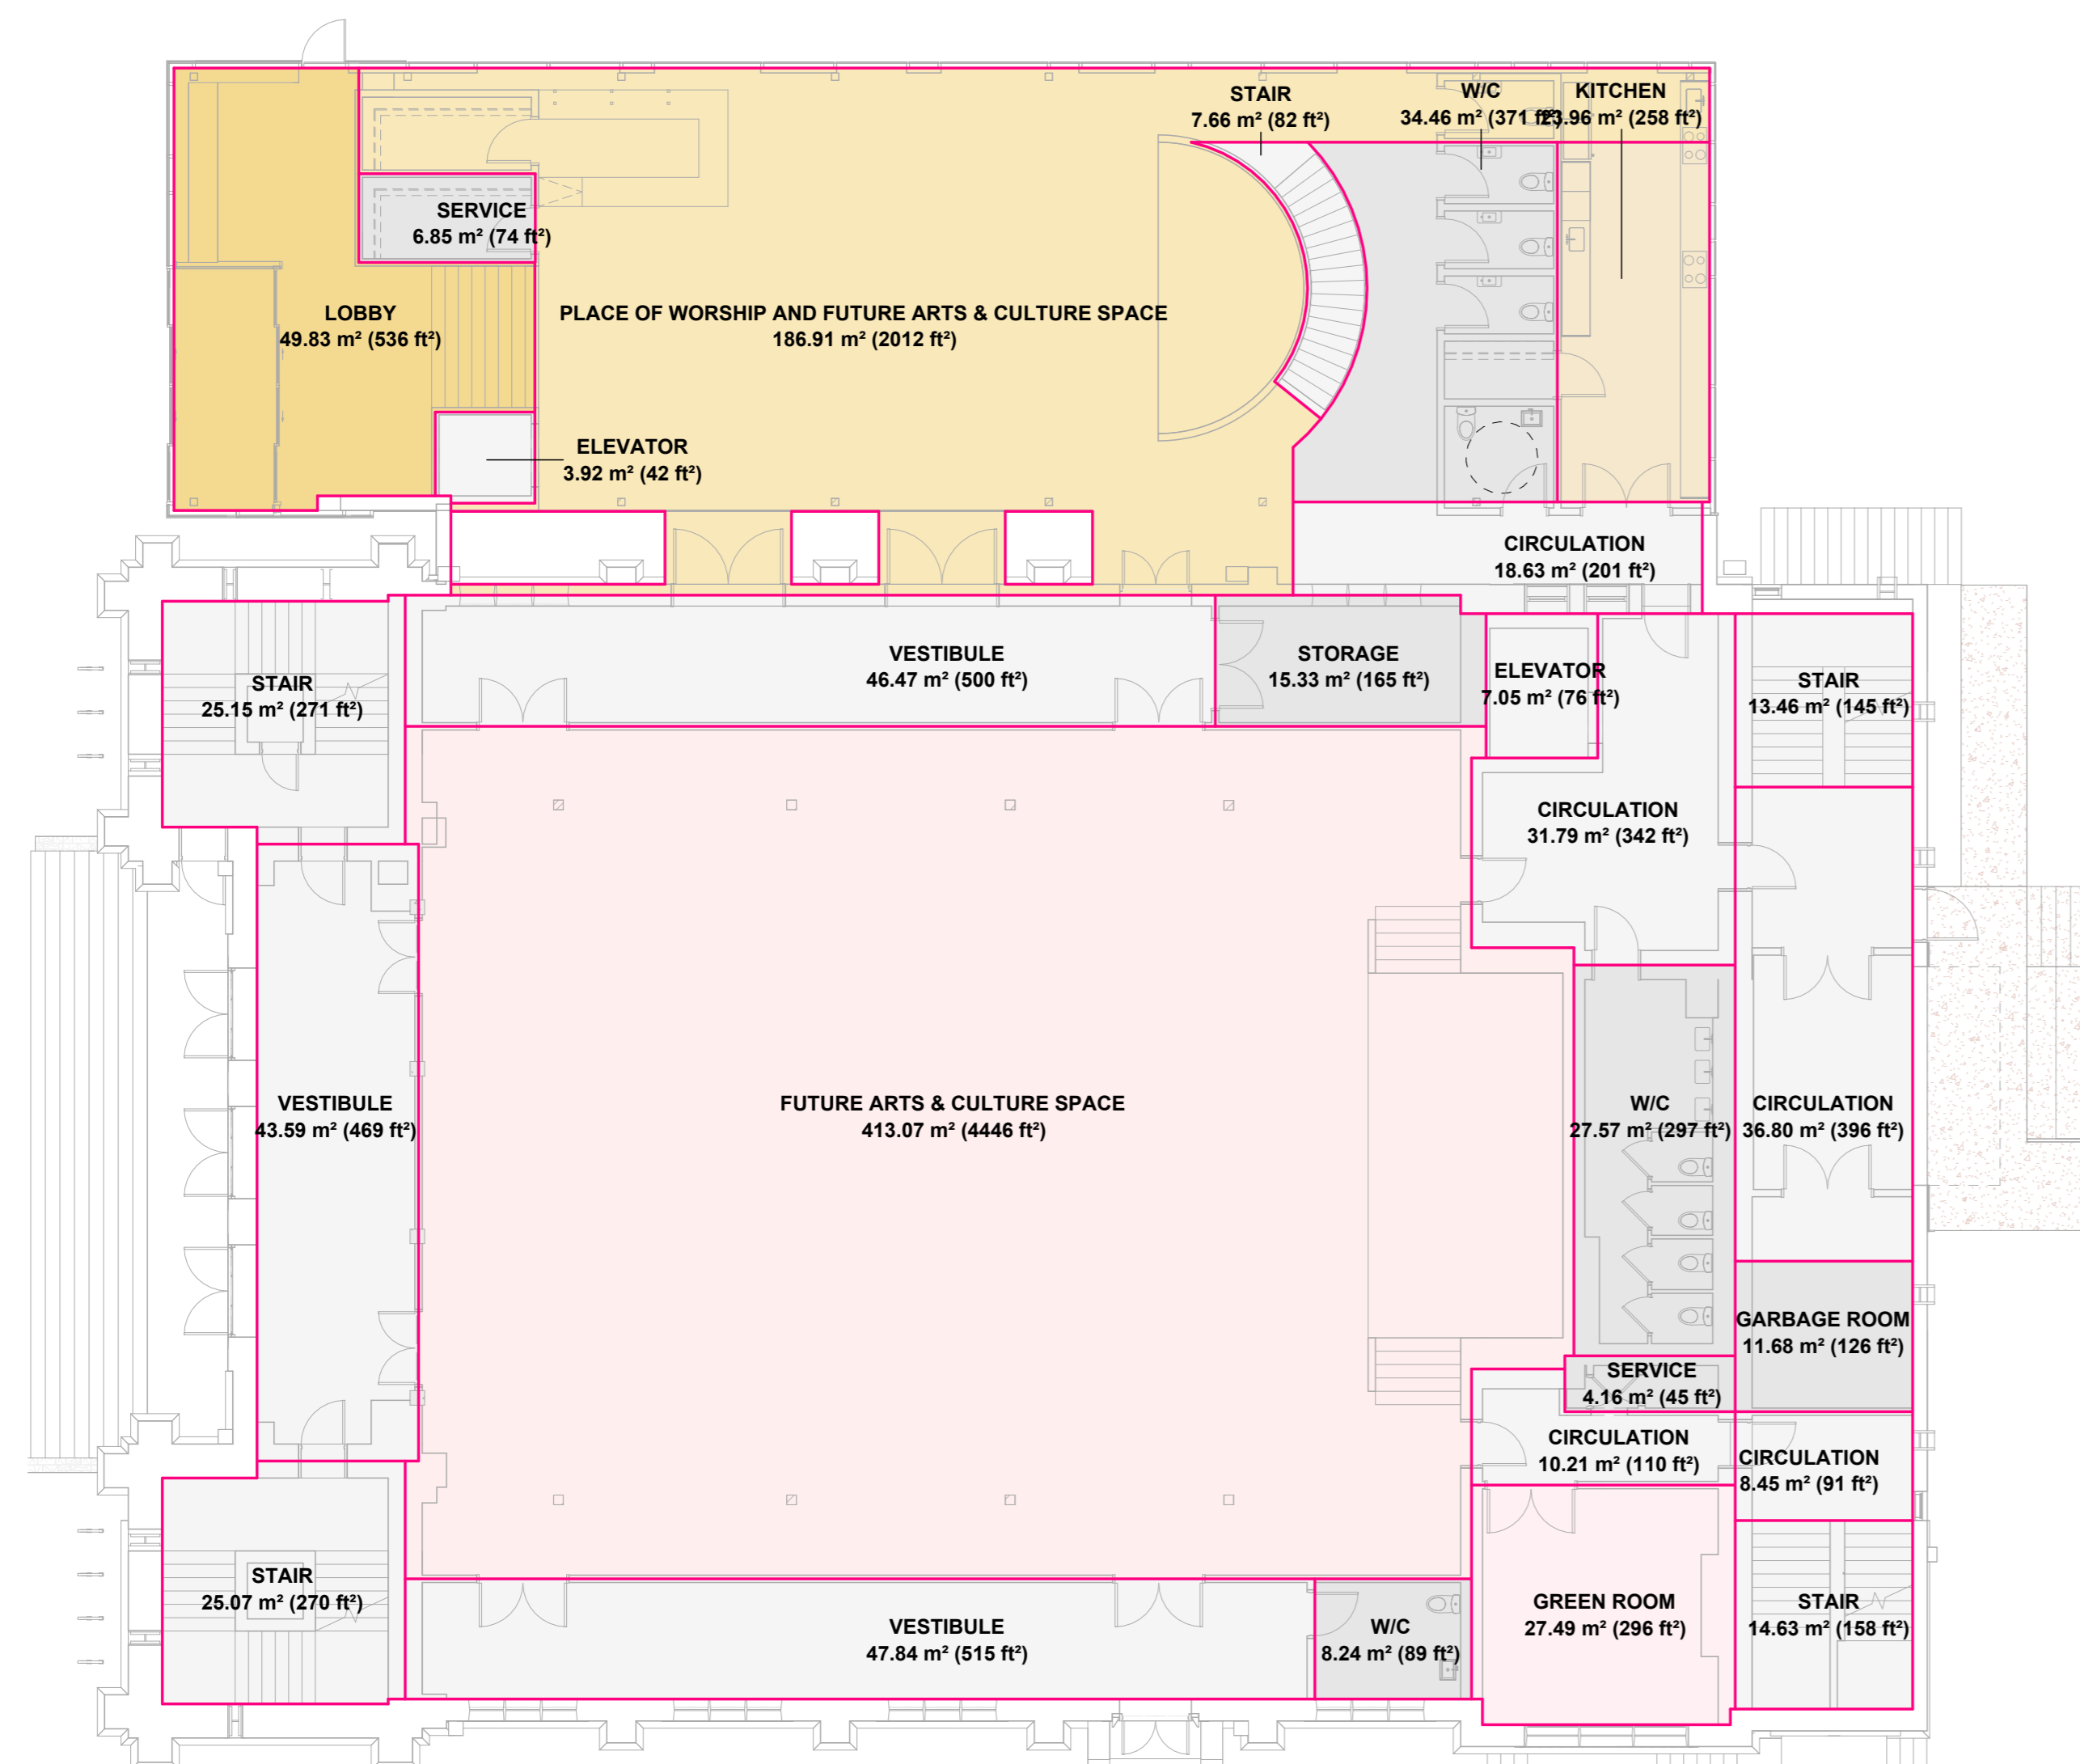 STAIR
7.66 m² (82 ft²)
W/C
34.46 m² (371 ft²)
KITCHEN
23.96 m² (258 ft²)
SERVICE
6.85 m² (74 ft²)
LOBBY
49.83 m² (536 ft²)
PLACE OF WORSHIP AND FUTURE ARTS & CULTURE SPACE
186.91 m² (2012 ft²)
ELEVATOR
3.92 m² (42 ft²)
CIRCULATION
18.63 m² (201 ft²)
STAIR
25.15 m² (271 ft²)
VESTIBULE
46.47 m² (500 ft²)
STORAGE
15.33 m² (165 ft²)
ELEVATOR
7.05 m² (76 ft²)
STAIR
13.46 m² (145 ft²)
CIRCULATION
31.79 m² (342 ft²)
VESTIBULE
43.59 m² (469 ft²)
FUTURE ARTS & CULTURE SPACE
413.07 m² (4446 ft²)
W/C
27.57 m² (297 ft²)
CIRCULATION
36.80 m² (396 ft²)
GARBAGE ROOM
11.68 m² (126 ft²)
SERVICE
4.16 m² (45 ft²)
CIRCULATION
10.21 m² (110 ft²)
CIRCULATION
8.45 m² (91 ft²)
STAIR
25.07 m² (270 ft²)
VESTIBULE
47.84 m² (515 ft²)
W/C
8.24 m² (89 ft²)
GREEN ROOM
27.49 m² (296 ft²)
STAIR
14.63 m² (158 ft²)